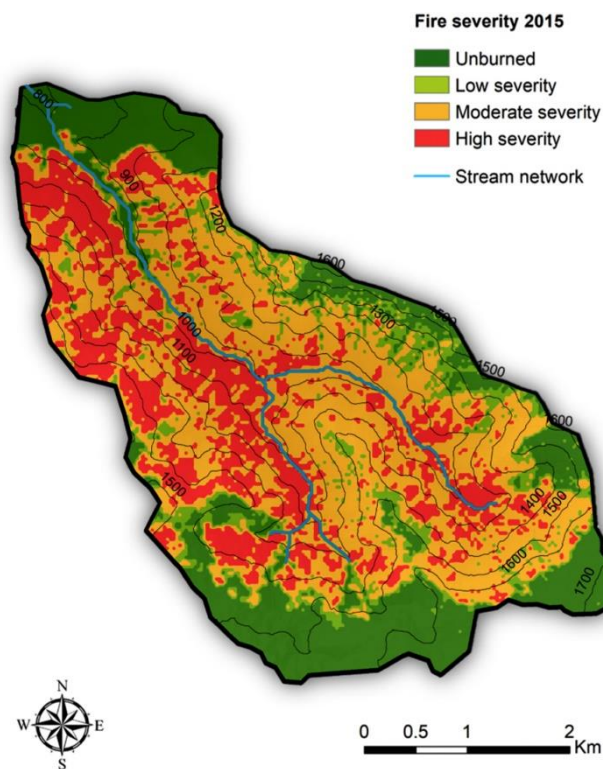 Fire severity 2015
Unburned
Low severity
Moderate severity
High severity
Stream network
800
900
1200
1600
1300
1500
1000
1100
1500
1600
1500
1400
1500
1600
1700
N
W E
S
0 0.5 1 2
Km